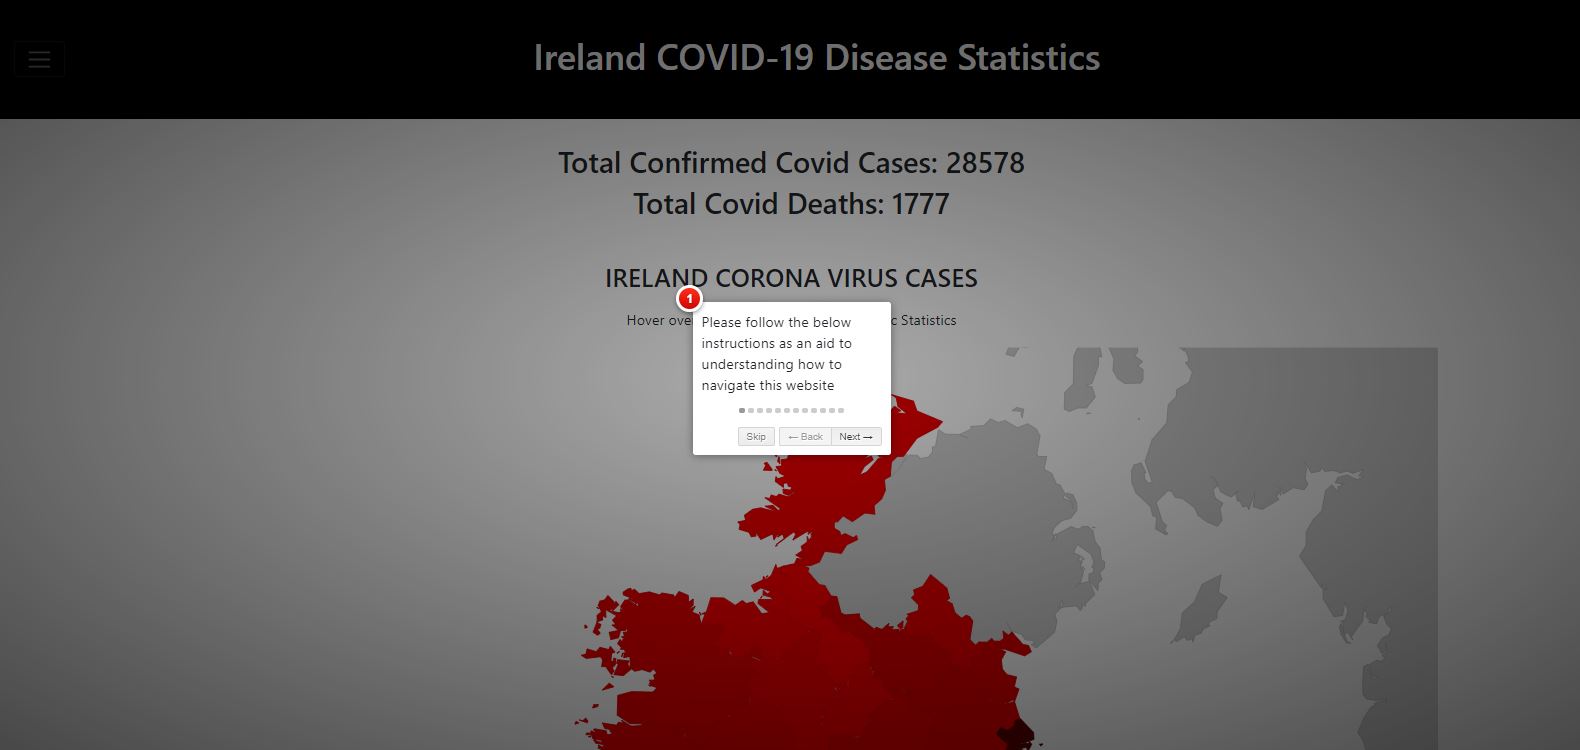 Ireland COVID-19 Disease Statistics
Total Confirmed Covid Cases: 28578
Total Covid Deaths: 1777
IRELAND CORONA VIRUS CASES
1
Hover ove
c Statistics
Please follow the below
instructions as an aid to
understanding how to
navigate this website
Skip
← Back
Next →